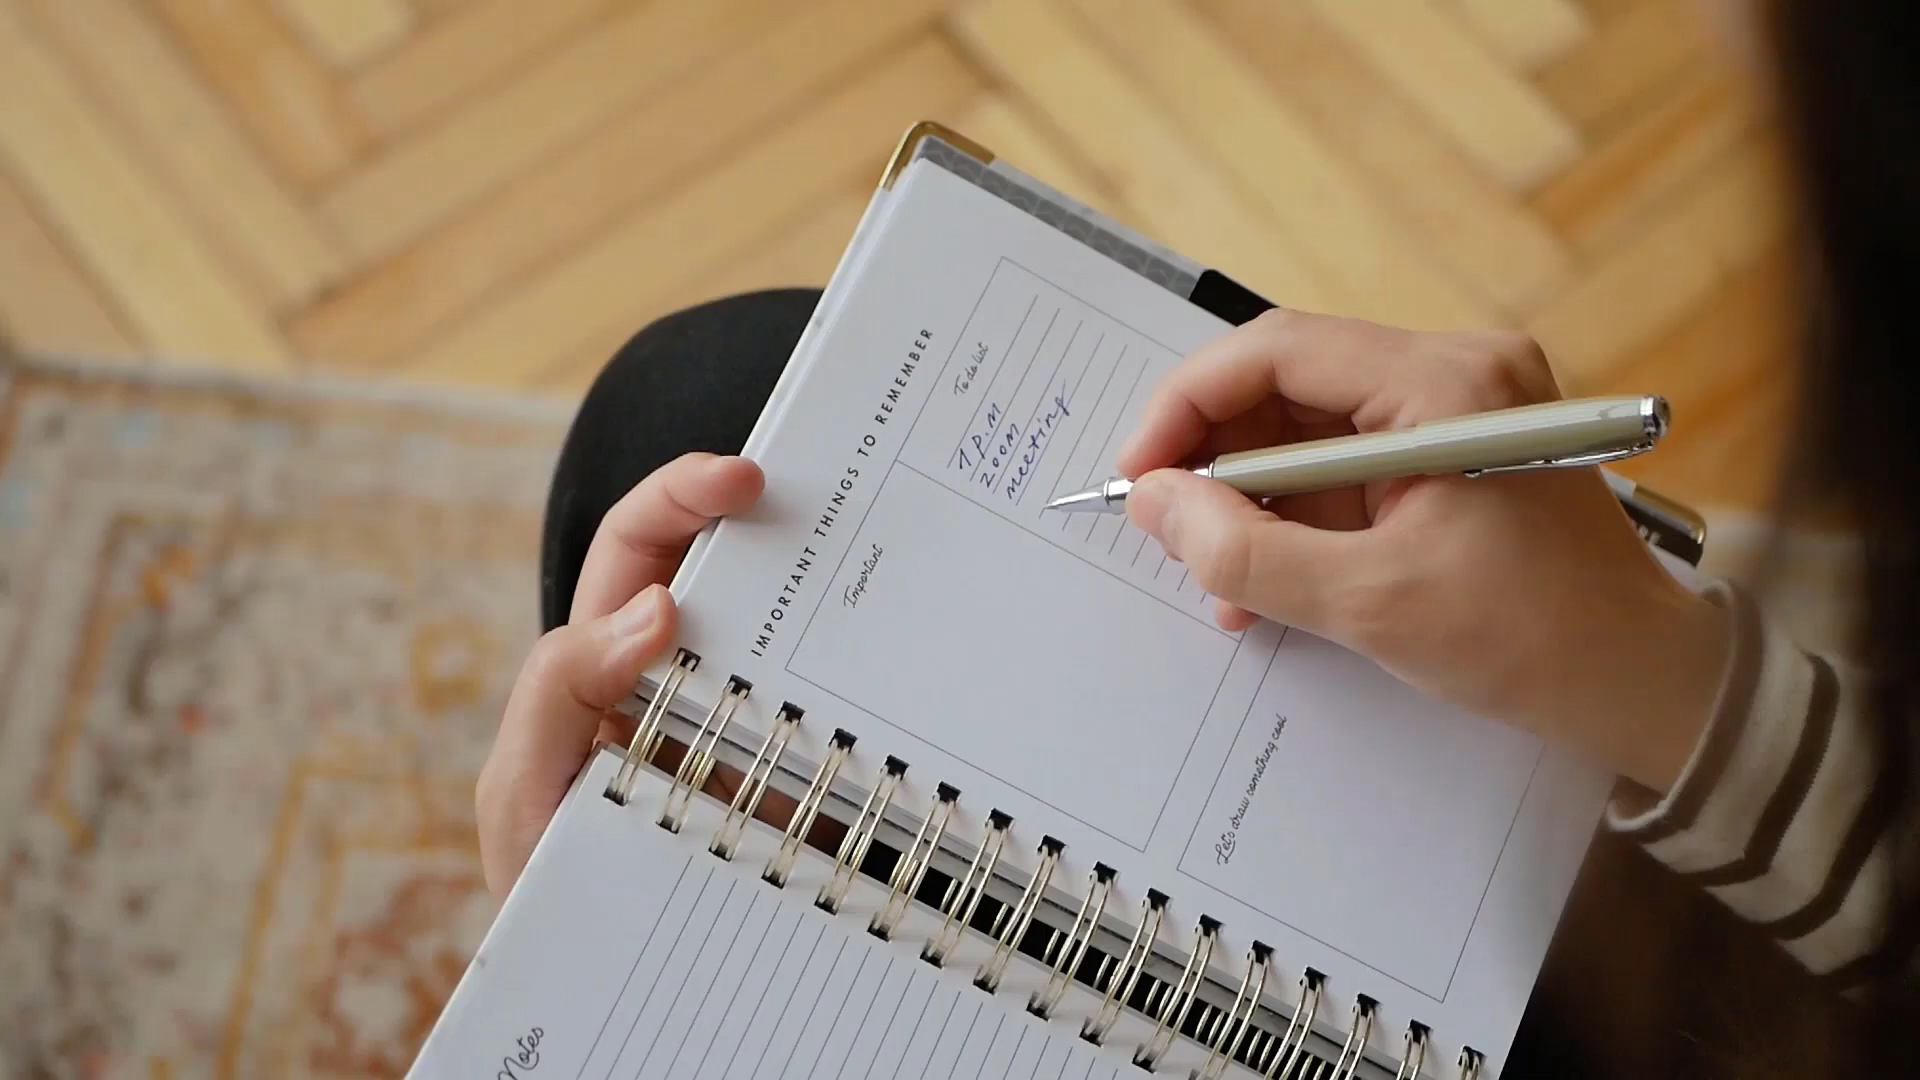 IMPORTANT THINGS TO REMEMBER
To do list
1 P.M
ZOOM
meeting
Important
Let's draw something cool
Notes